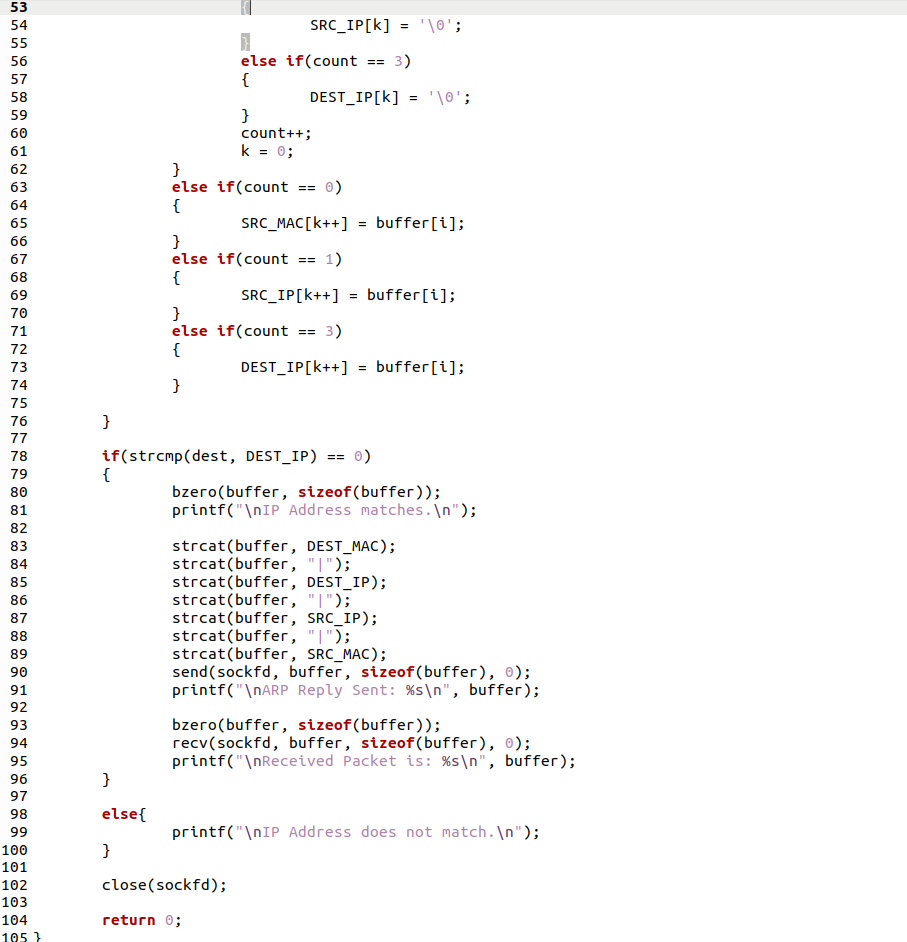 53 {
54 SRC_IP[k] = '\0';
55 }
56 else if(count == 3)
57 {
58 DEST_IP[k] = '\0';
59 }
60 count++;
61 k = 0;
62 }
63 else if(count == 0)
64 {
65 SRC_MAC[k++] = buffer[i];
66 }
67 else if(count == 1)
68 {
69 SRC_IP[k++] = buffer[i];
70 }
71 else if(count == 3)
72 {
73 DEST_IP[k++] = buffer[i];
74 }
75
76 }
77
78 if(strcmp(dest, DEST_IP) == 0)
79 {
80 bzero(buffer, sizeof(buffer));
81 printf("\nIP Address matches.\n");
82
83 strcat(buffer, DEST_MAC);
84 strcat(buffer, "|");
85 strcat(buffer, DEST_IP);
86 strcat(buffer, "|");
87 strcat(buffer, SRC_IP);
88 strcat(buffer, "|");
89 strcat(buffer, SRC_MAC);
90 send(sockfd, buffer, sizeof(buffer), 0);
91 printf("\nARP Reply Sent: %s\n", buffer);
92
93 bzero(buffer, sizeof(buffer));
94 recv(sockfd, buffer, sizeof(buffer), 0);
95 printf("\nReceived Packet is: %s\n", buffer);
96 }
97
98 else{
99 printf("\nIP Address does not match.\n");
100 }
101
102 close(sockfd);
103
104 return 0;
105 }